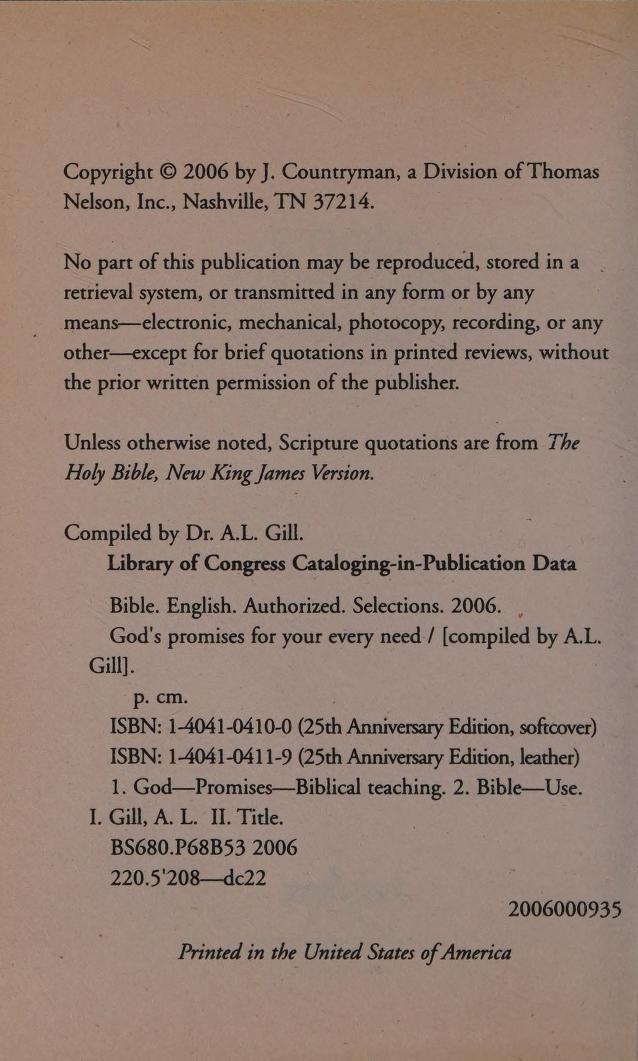 Copyright © 2006 by J. Countryman, a Division of Thomas
Nelson, Inc., Nashville, TN 37214.
No part of this publication may be reproduced, stored in a
retrieval system, or transmitted in any form or by any
means—electronic, mechanical, photocopy, recording, or any
other—except for brief quotations in printed reviews, without
the prior written permission of the publisher.
Unless otherwise noted, Scripture quotations are from The
Holy Bible, New King James Version.
Compiled by Dr. A.L. Gill.
Library of Congress Cataloging-in-Publication Data
Bible. English. Authorized. Selections. 2006.
God's promises for your every need / [compiled by A.L.
Gill].
p. cm.
ISBN: 1-4041-0410-0 (25th Anniversary Edition, softcover)
ISBN: 1-4041-0411-9 (25th Anniversary Edition, leather)
1. God—Promises—Biblical teaching. 2. Bible—Use.
I. Gill, A. L. II. Title.
BS680.P68B53 2006
220.5'208—dc22
2006000935
Printed in the United States of America